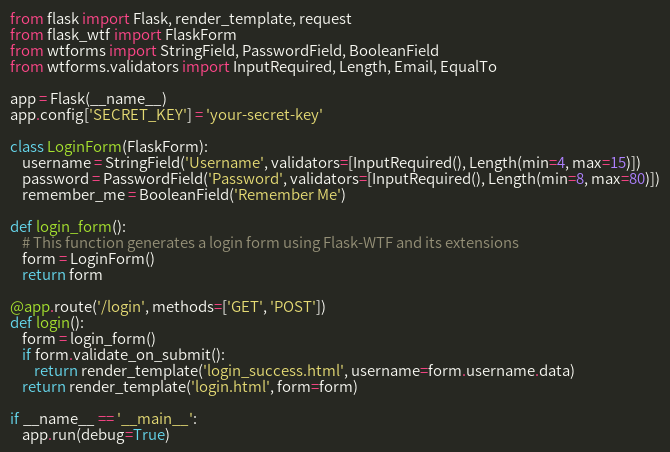 from flask import Flask, render_template, request
from flask_wtf import FlaskForm
from wtforms import StringField, PasswordField, BooleanField
from wtforms.validators import InputRequired, Length, Email, EqualTo

app = Flask(__name__)
app.config['SECRET_KEY'] = 'your-secret-key'

class LoginForm(FlaskForm):
    username = StringField('Username', validators=[InputRequired(), Length(min=4, max=15)])
    password = PasswordField('Password', validators=[InputRequired(), Length(min=8, max=80)])
    remember_me = BooleanField('Remember Me')

def login_form():
    # This function generates a login form using Flask-WTF and its extensions
    form = LoginForm()
    return form

@app.route('/login', methods=['GET', 'POST'])
def login():
    form = login_form()
    if form.validate_on_submit():
        return render_template('login_success.html', username=form.username.data)
    return render_template('login.html', form=form)

if __name__ == '__main__':
    app.run(debug=True)